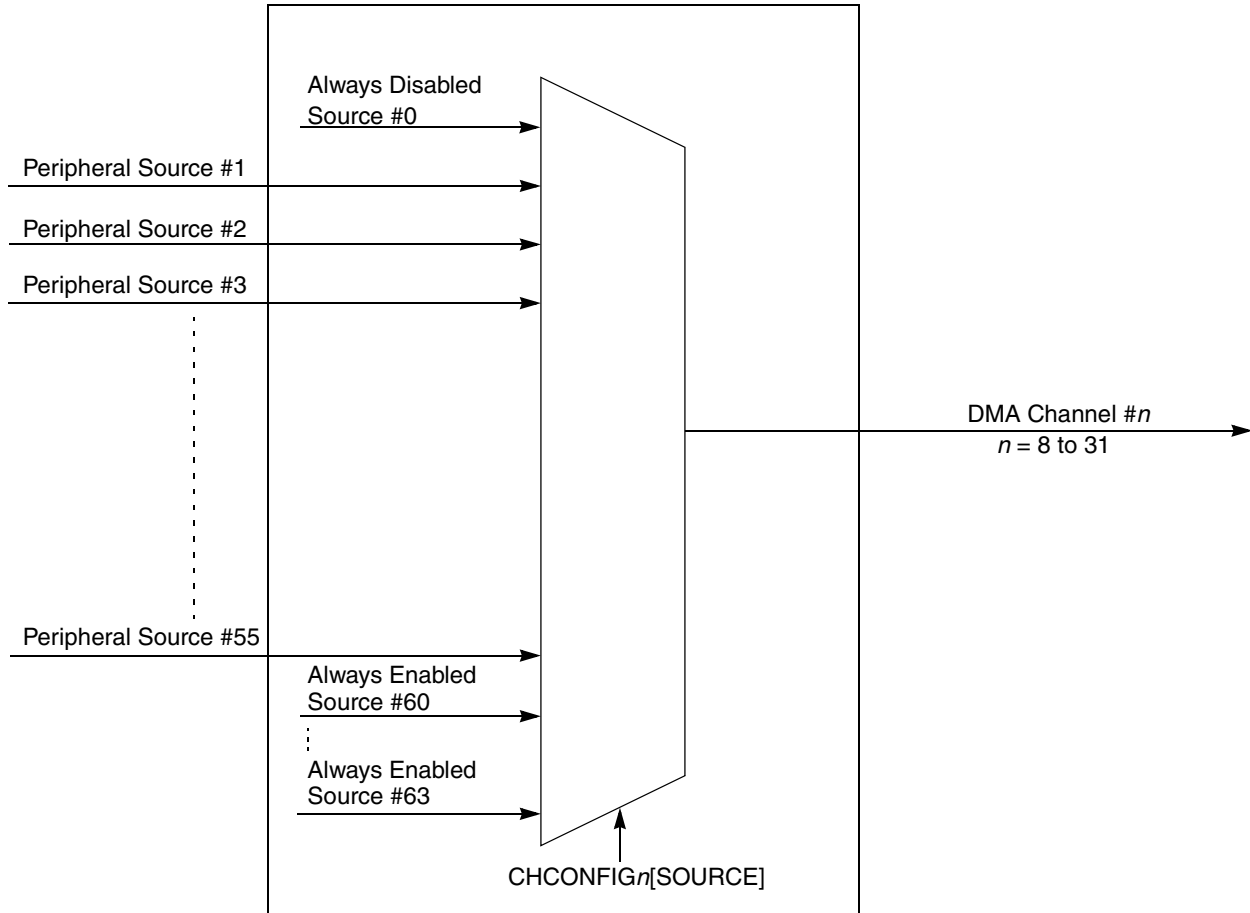 Always Disabled
Source #0
Peripheral Source #1
Peripheral Source #2
Peripheral Source #3
DMA Channel #n
n = 8 to 31
Peripheral Source #55
Always Enabled
Source #60
Always Enabled
Source #63
CHCONFIGn[SOURCE]